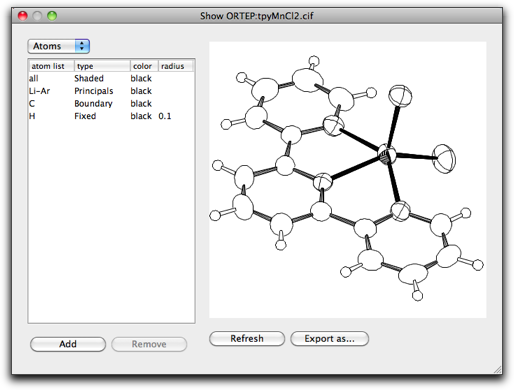 Show ORTEP:tpyMnCl2.cif
Atoms
atom list type color radius
all Shaded black
Li-Ar Principals black
C Boundary black
H Fixed black 0.1
Add Remove Refresh Export as...